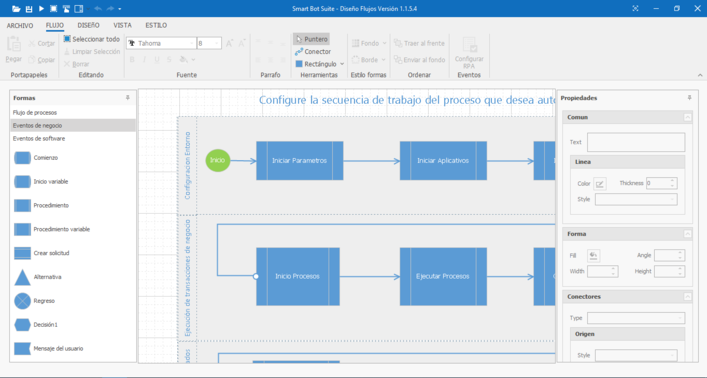 Smart Bot Suite - Diseño Flujos Versión 1.1.5.4
ARCHIVO FLUJO DISEÑO VISTA ESTILO
Pegar
Cortar
Copiar
Portapapeles
Seleccionar todo
Limpiar Selección
Borrar
Editando
Tahoma 8
B I U S
Fuente
Parrafo
Puntero
Conector
Rectángulo
Herramientas
Fondo
Borde
Estilo formas
Traer al frente
Enviar al fondo
Ordenar
Configurar
RPA
Eventos
Formas
Flujo de procesos
Eventos de negocio
Eventos de software
Comienzo
Inicio variable
Procedimiento
Procedimiento variable
Crear solicitud
Alternativa
Regreso
Decisión1
Mensaje del usuario
Configure la secuencia de trabajo del proceso que desea aut
Configuracion Entorno
Inicio
Iniciar Parametros
Iniciar Aplicativos
Ejecución de transacciones de negocio
Inicio Procesos
Ejecutar Procesos
ados
Propiedades
Comun
Text
Linea
Color
Thickness 0
Style
Forma
Fill
Angle
Width
Height
Conectores
Type
Origen
Style